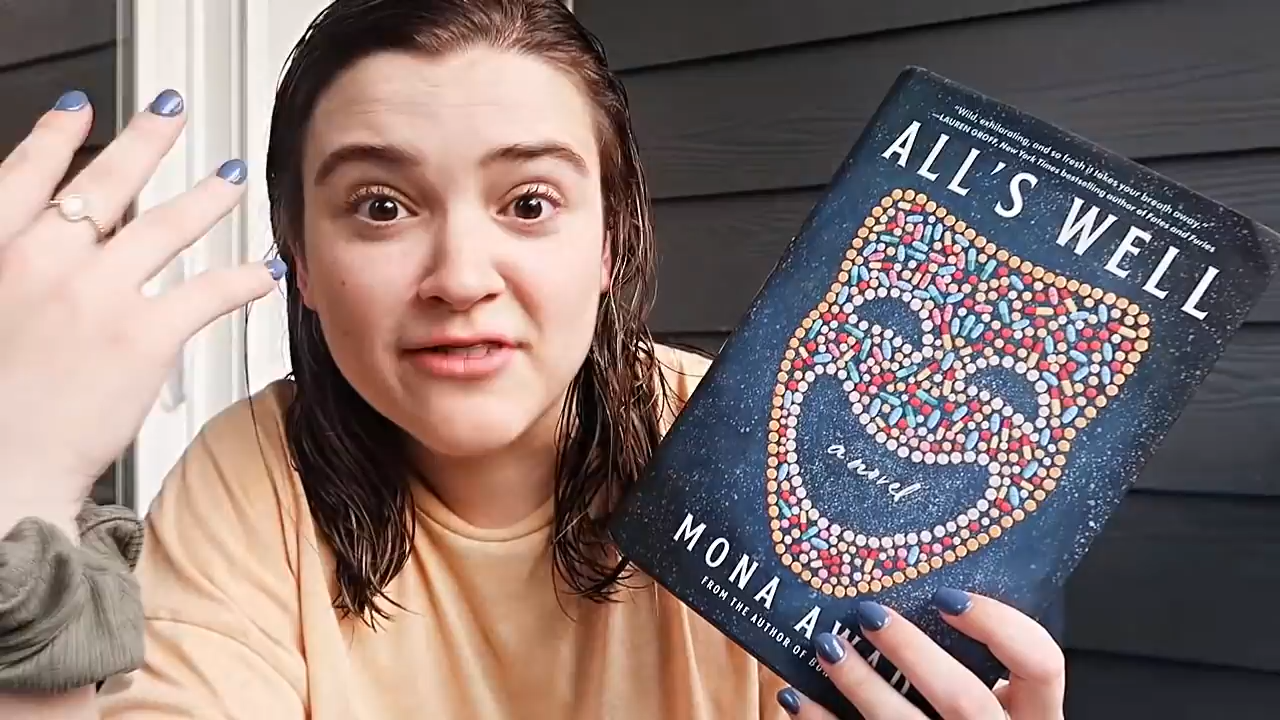 "Wild, exhilarating, and so fresh it takes your breath away."
—LAUREN GROFF, New York Times bestselling author of Fates and Furies
ALL'S WELL
a novel
MONA AWAD
FROM THE AUTHOR OF